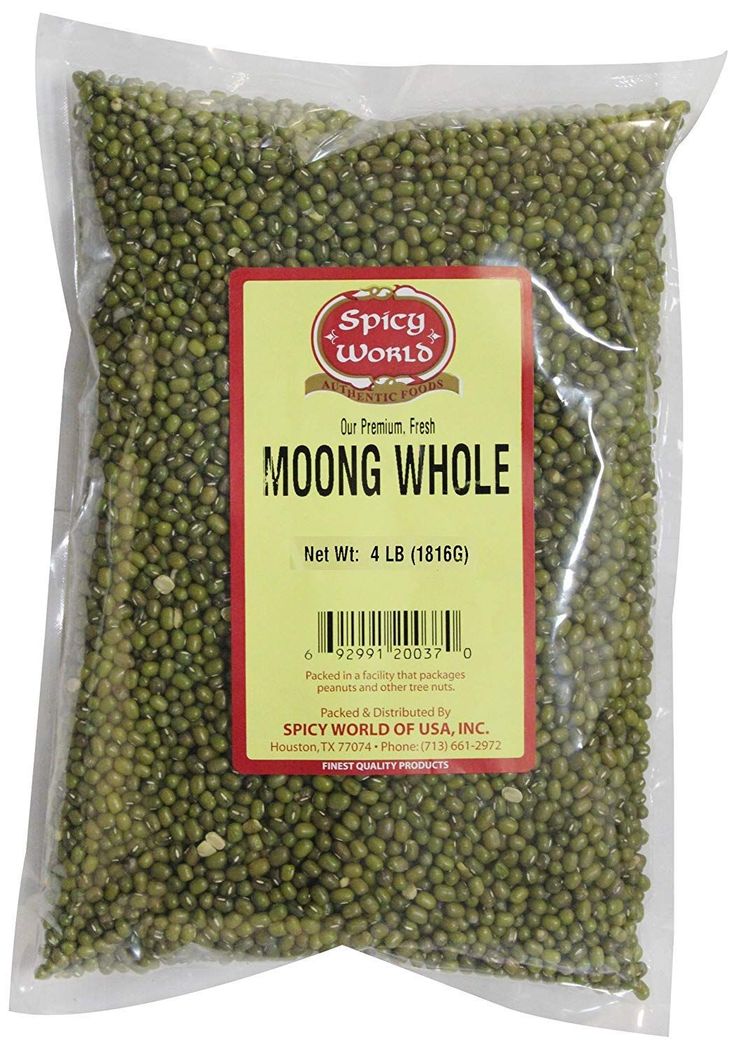 Spicy
World
AUTHENTIC FOODS
Our Premium, Fresh
MOONG WHOLE
Net Wt: 4 LB (1816G)
6 92991 20037 0
Packed in a facility that packages
peanuts and other tree nuts.
Packed & Distributed By
SPICY WORLD OF USA, INC.
Houston, TX 77074 • Phone: (713) 661-2972
FINEST QUALITY PRODUCTS